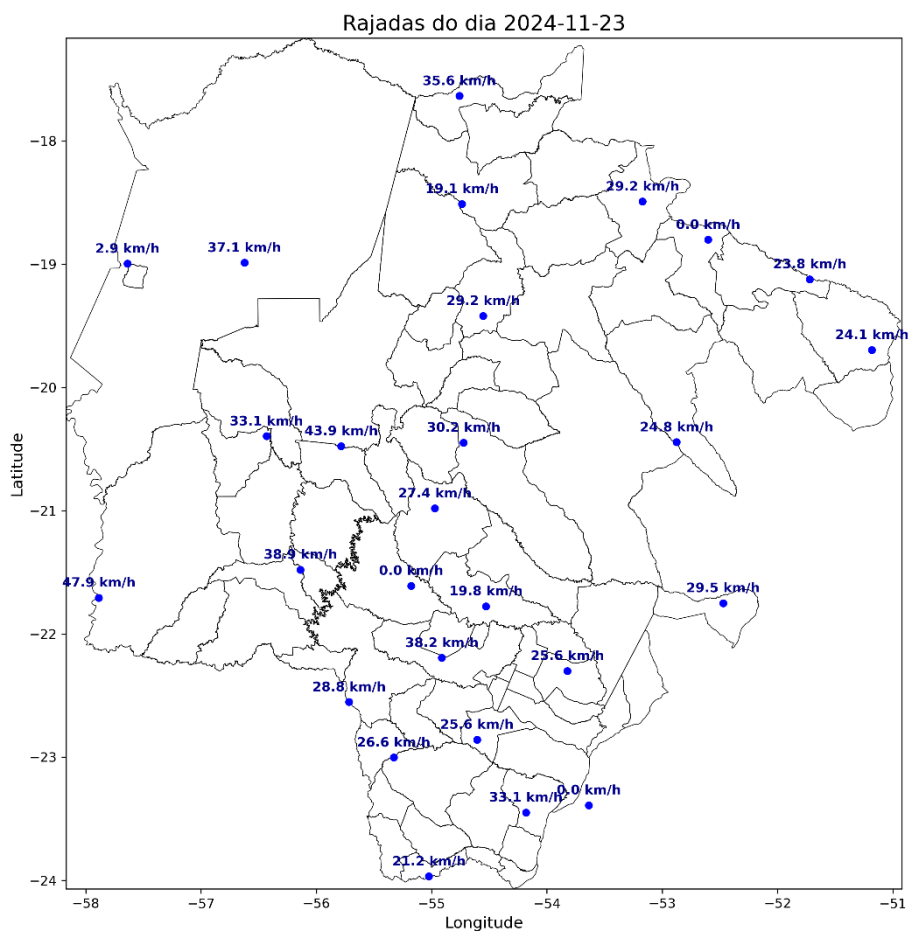 Rajadas do dia 2024-11-23
35.6 km/h
−18
19.1 km/h
29.2 km/h
0.0 km/h
2.9 km/h
37.1 km/h
23.8 km/h
−19
29.2 km/h
24.1 km/h
−20
33.1 km/h
43.9 km/h
30.2 km/h
24.8 km/h
Latitude
27.4 km/h
−21
38.9 km/h
0.0 km/h
47.9 km/h
19.8 km/h
29.5 km/h
−22
38.2 km/h
25.6 km/h
28.8 km/h
25.6 km/h
26.6 km/h
−23
33.1 km/h
0.0 km/h
21.2 km/h
−24
−58 −57 −56 −55 −54 −53 −52 −51
Longitude